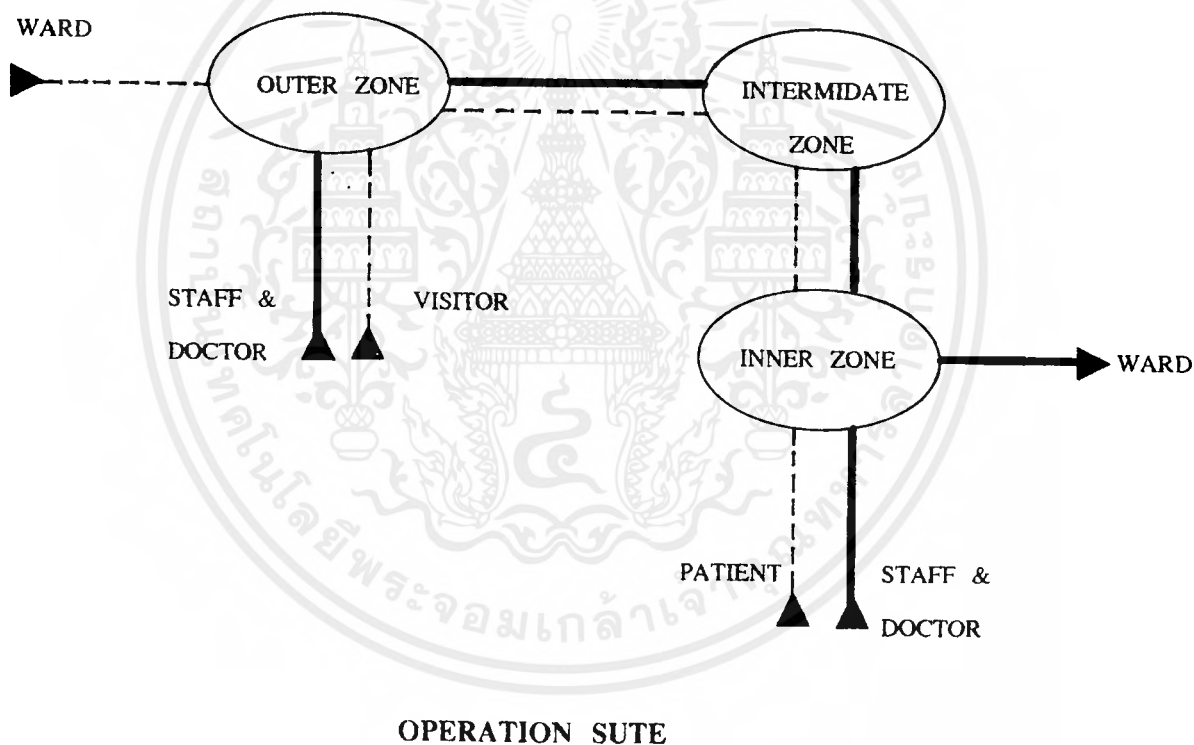 WARD
OUTER ZONE
INTERMIDATE
ZONE
STAFF &
DOCTOR
VISITOR
INNER ZONE
WARD
PATIENT
STAFF &
DOCTOR
OPERATION SUTE